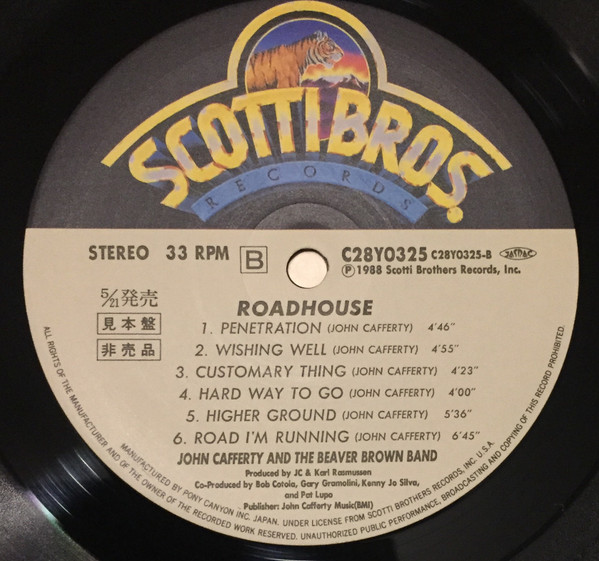 SCOTTI BROS.
RECORDS
STEREO 33 RPM B
C28Y0325 C28Y0325-B JASRAC
Ⓟ 1988 Scotti Brothers Records, Inc.
5/21発売
見本盤
非売品
ROADHOUSE
1. PENETRATION (JOHN CAFFERTY) 4'46"
2. WISHING WELL (JOHN CAFFERTY) 4'55"
3. CUSTOMARY THING (JOHN CAFFERTY) 4'23"
4. HARD WAY TO GO (JOHN CAFFERTY) 4'00"
5. HIGHER GROUND (JOHN CAFFERTY) 5'36"
6. ROAD I'M RUNNING (JOHN CAFFERTY) 6'45"
JOHN CAFFERTY AND THE BEAVER BROWN BAND
Produced by JC & Karl Rasmussen
Co-Produced by Bob Cotoia, Gary Gramolini, Kenny Jo Silva,
and Pat Lupo
Publisher: John Cafferty Music(BMI)
MANUFACTURED BY PONY CANYON INC. JAPAN. UNDER LICENSE FROM SCOTTI BROTHERS RECORDS, INC. U.S.A.
ALL RIGHTS OF THE MANUFACTURER AND OF THE OWNER OF THE RECORDED WORK RESERVED. UNAUTHORIZED PUBLIC PERFORMANCE, BROADCASTING AND COPYING OF THIS RECORD PROHIBITED.